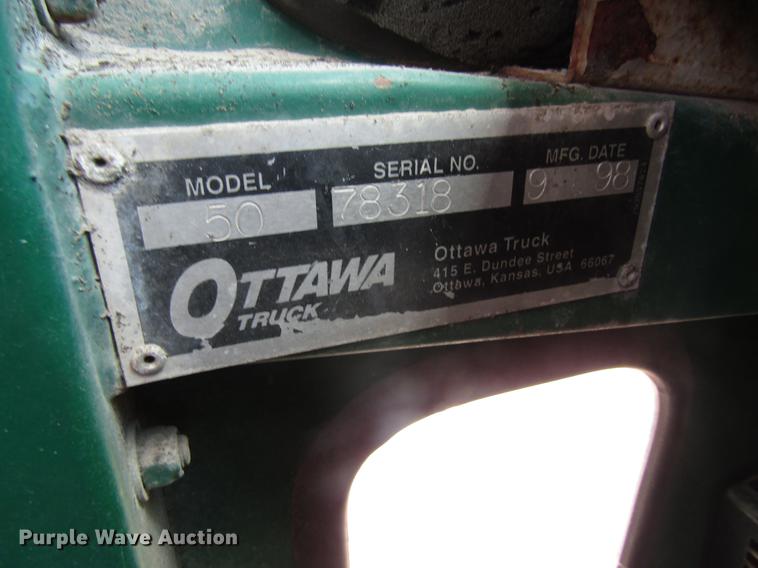 MODEL SERIAL NO. MFG. DATE
50 78318 9 98
OTTAWA
TRUCK
Ottawa Truck
415 E. Dundee Street
Ottawa, Kansas, USA 66067
Purple Wave Auction